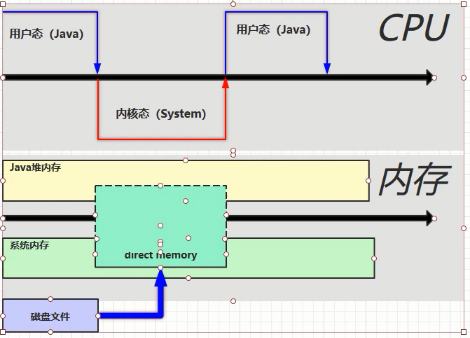 用户态（Java）
用户态（Java）
CPU
内核态（System）
Java堆内存
内存
direct memory
系统内存
磁盘文件